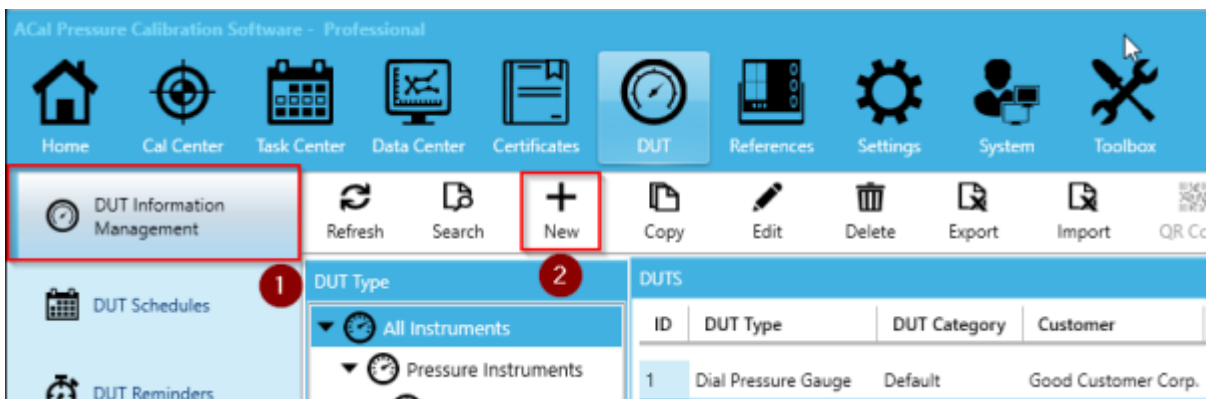 ACal Pressure Calibration Software - Professional
Home Cal Center Task Center Data Center Certificates DUT References Settings System Toolbox
DUT Information
Management
Refresh Search New Copy Edit Delete Export Import QR Co
1
2
DUT Type DUTS
DUT Schedules
All Instruments
ID DUT Type DUT Category Customer
Pressure Instruments
1 Dial Pressure Gauge Default Good Customer Corp.
DUT Reminders